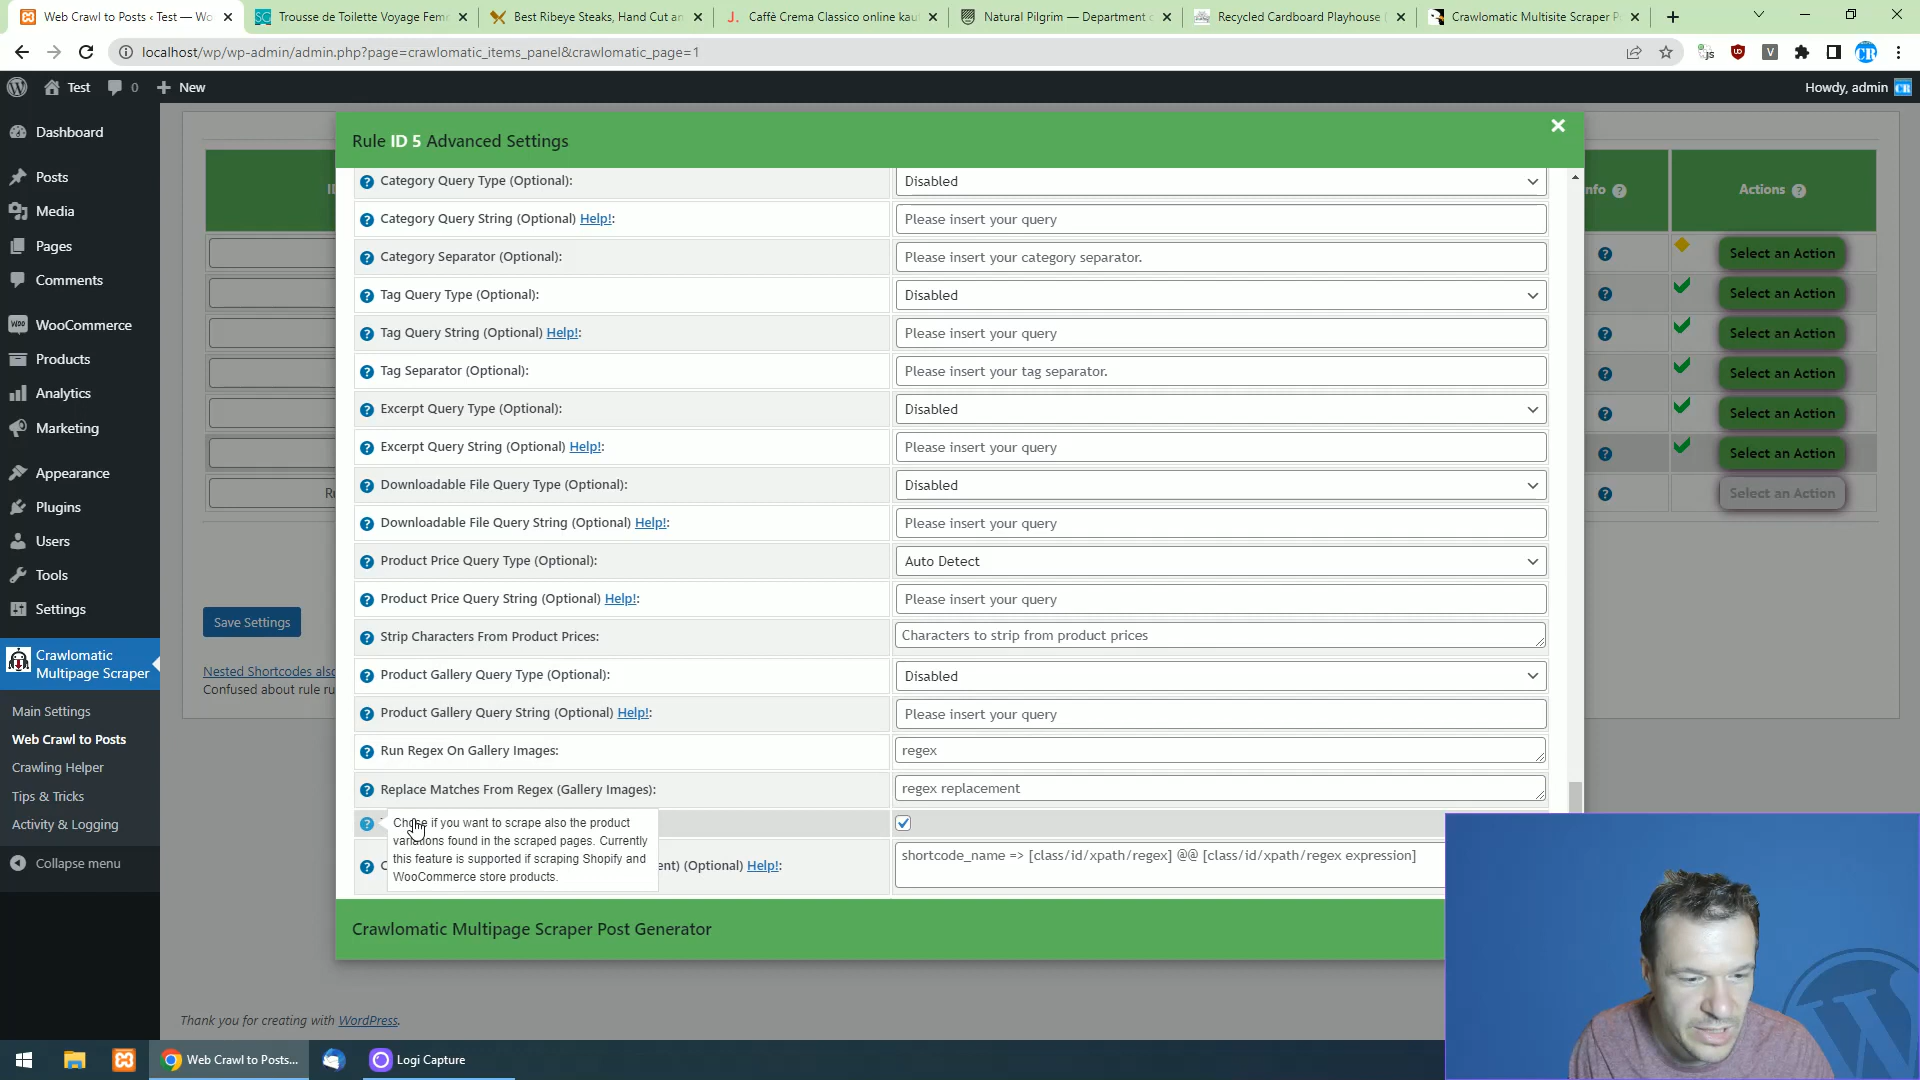 Web Crawl to Posts ‹ Test — Wo
Trousse de Toilette Voyage Fem
Best Ribeye Steaks, Hand Cut an
Caffè Crema Classico online kau
Natural Pilgrim — Department c
Recycled Cardboard Playhouse (
Crawlomatic Multisite Scraper P
localhost/wp/wp-admin/admin.php?page=crawlomatic_items_panel&crawlomatic_page=1
Test
0
New
Howdy, admin
Dashboard
Posts
Media
Pages
Comments
WooCommerce
Products
Analytics
Marketing
Appearance
Plugins
Users
Tools
Settings
Crawlomatic
Multipage Scraper
Main Settings
Web Crawl to Posts
Crawling Helper
Tips & Tricks
Activity & Logging
Collapse menu
Save Settings
Nested Shortcodes also
Confused about rule ru
Thank you for creating with WordPress.
Rule ID 5 Advanced Settings
Category Query Type (Optional):
Disabled
Category Query String (Optional) Help!:
Please insert your query
Category Separator (Optional):
Please insert your category separator.
Tag Query Type (Optional):
Disabled
Tag Query String (Optional) Help!:
Please insert your query
Tag Separator (Optional):
Please insert your tag separator.
Excerpt Query Type (Optional):
Disabled
Excerpt Query String (Optional) Help!:
Please insert your query
Downloadable File Query Type (Optional):
Disabled
Downloadable File Query String (Optional) Help!:
Please insert your query
Product Price Query Type (Optional):
Auto Detect
Product Price Query String (Optional) Help!:
Please insert your query
Strip Characters From Product Prices:
Characters to strip from product prices
Product Gallery Query Type (Optional):
Disabled
Product Gallery Query String (Optional) Help!:
Please insert your query
Run Regex On Gallery Images:
regex
Replace Matches From Regex (Gallery Images):
regex replacement
Chose if you want to scrape also the product
variations found in the scraped pages. Currently
this feature is supported if scraping Shopify and
WooCommerce store products.
ent) (Optional) Help!:
shortcode_name => [class/id/xpath/regex] @@ [class/id/xpath/regex expression]
Crawlomatic Multipage Scraper Post Generator
nfo
Actions
Select an Action
Select an Action
Select an Action
Select an Action
Select an Action
Select an Action
Select an Action
Web Crawl to Posts...
Logi Capture